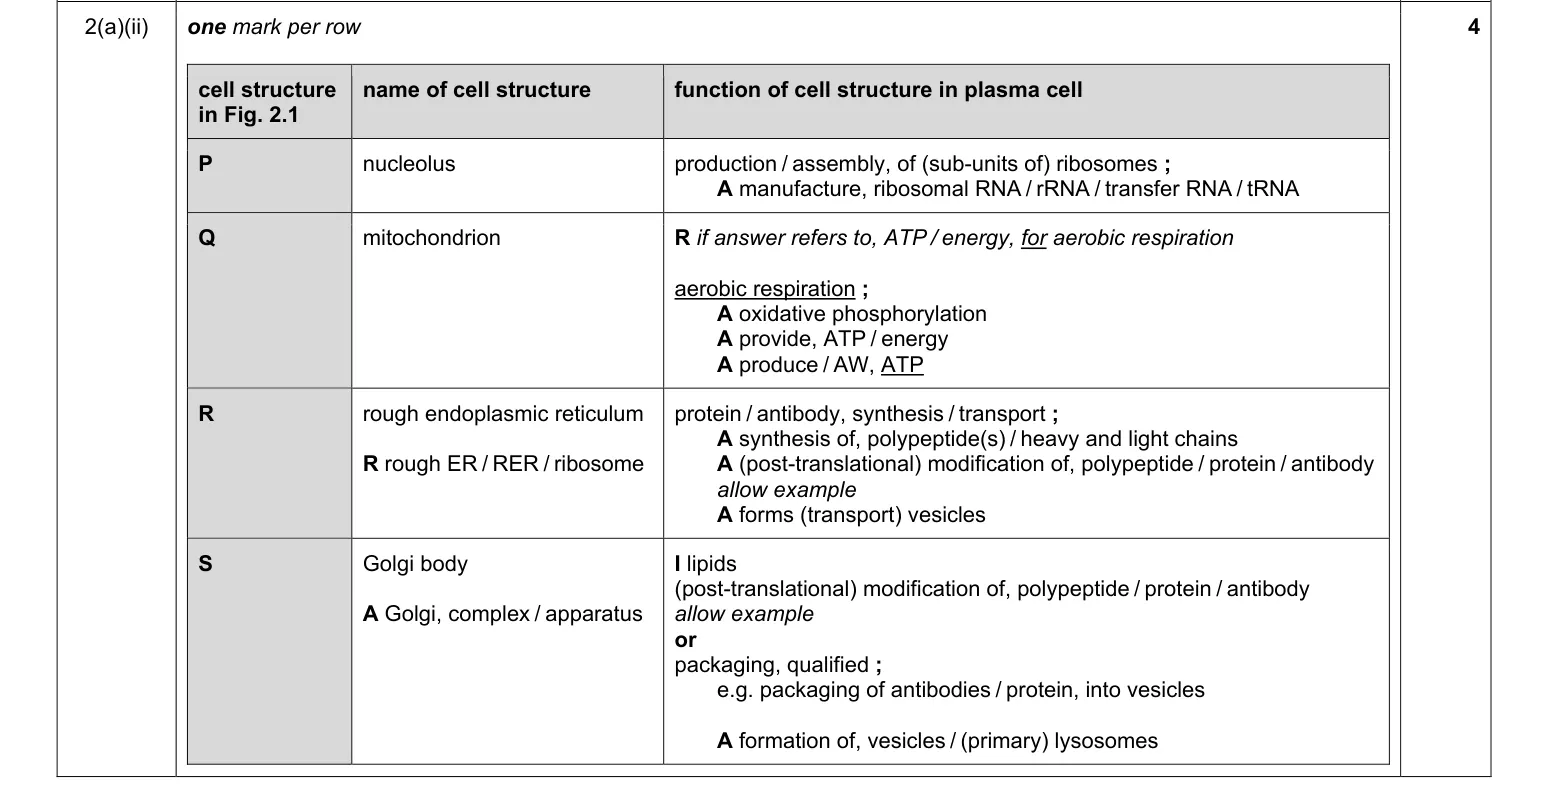 2(a)(ii)
one mark per row
4
cell structure in Fig. 2.1
name of cell structure
function of cell structure in plasma cell
P
nucleolus
production / assembly, of (sub-units of) ribosomes ;
A manufacture, ribosomal RNA / rRNA / transfer RNA / tRNA
Q
mitochondrion
R if answer refers to, ATP / energy, for aerobic respiration
aerobic respiration ;
A oxidative phosphorylation
A provide, ATP / energy
A produce / AW, ATP
R
rough endoplasmic reticulum
R rough ER / RER / ribosome
protein / antibody, synthesis / transport ;
A synthesis of, polypeptide(s) / heavy and light chains
A (post-translational) modification of, polypeptide / protein / antibody
allow example
A forms (transport) vesicles
S
Golgi body
A Golgi, complex / apparatus
I lipids
(post-translational) modification of, polypeptide / protein / antibody
allow example
or
packaging, qualified ;
e.g. packaging of antibodies / protein, into vesicles
A formation of, vesicles / (primary) lysosomes